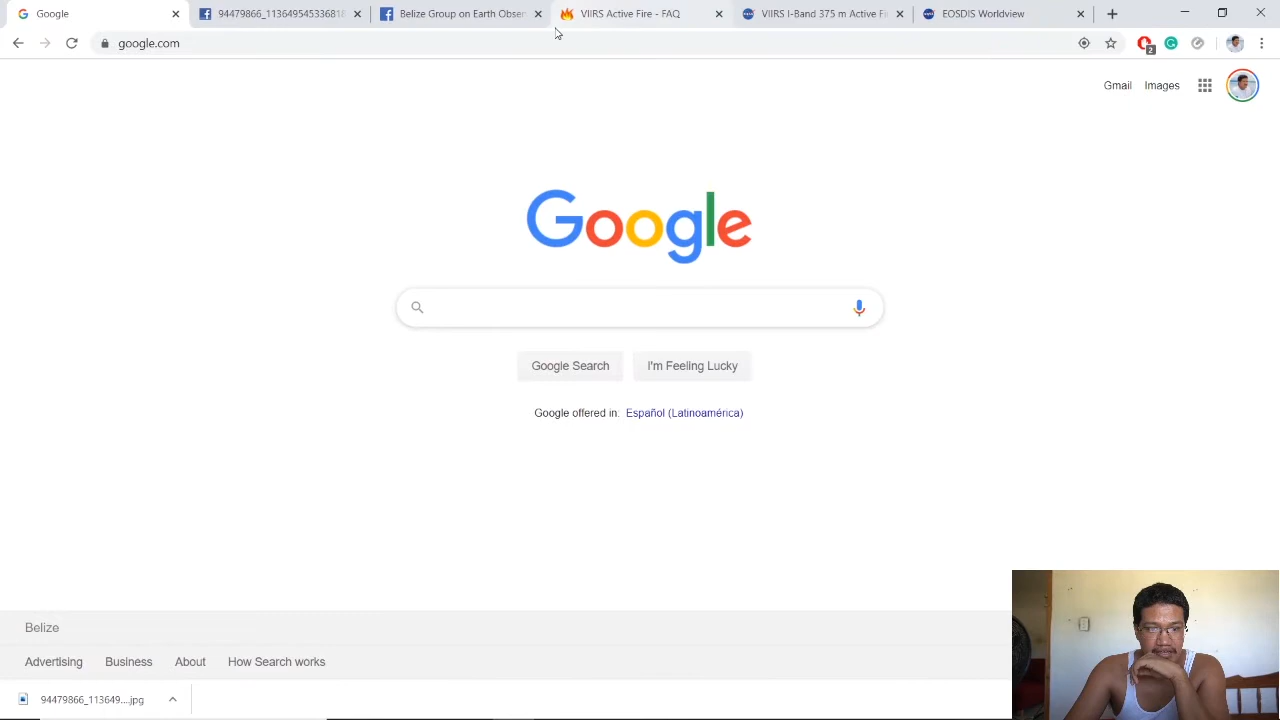 Google
94479866_113649545336818
Belize Group on Earth Obser
VIIRS Active Fire - FAQ
VIIRS I-Band 375 m Active Fi
EOSDIS Worldview
google.com
2
Gmail Images
Google
Google Search I'm Feeling Lucky
Google offered in: Español (Latinoamérica)
Belize
Advertising Business About How Search works
94479866_113649....jpg